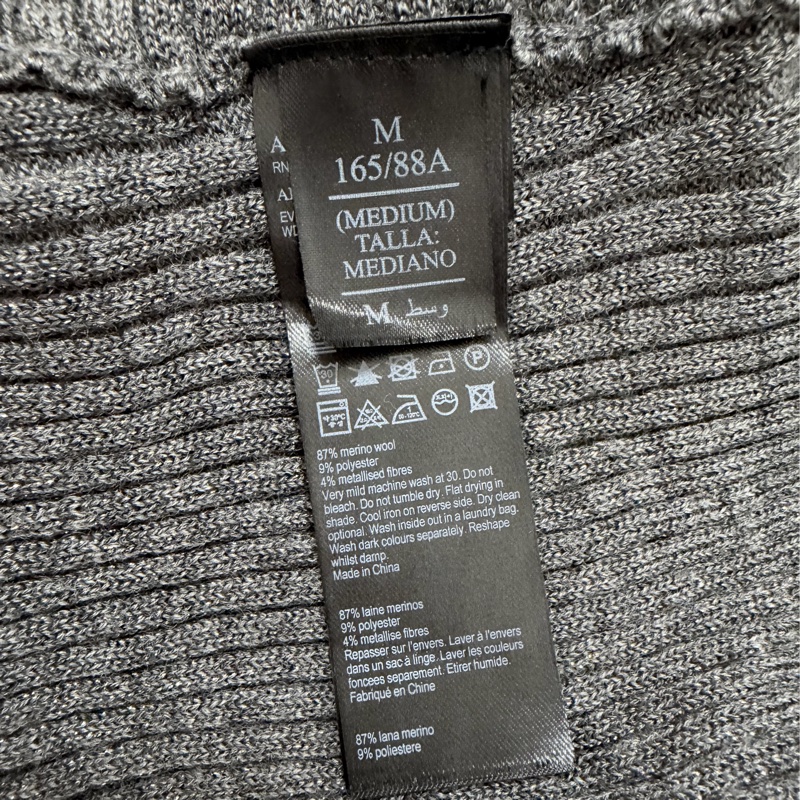 M
165/88A
(MEDIUM)
TALLA:
MEDIANO
M وسط
A
RN
EV
30
P
30°C
87% merino wool
9% polyester
4% metallised fibres
Very mild machine wash at 30. Do not
bleach. Do not tumble dry. Flat drying in
shade. Cool iron on reverse side. Dry clean
optional. Wash inside out in a laundry bag.
Wash dark colours separately. Reshape
whilst damp.
Made in China
87% laine merinos
9% polyester
4% metallise fibres
Repasser sur l'envers. Laver à l'envers
dans un sac à linge. Laver les couleurs
foncees separement. Etirer humide.
Fabriqué en Chine
87% lana merino
9% poliestere